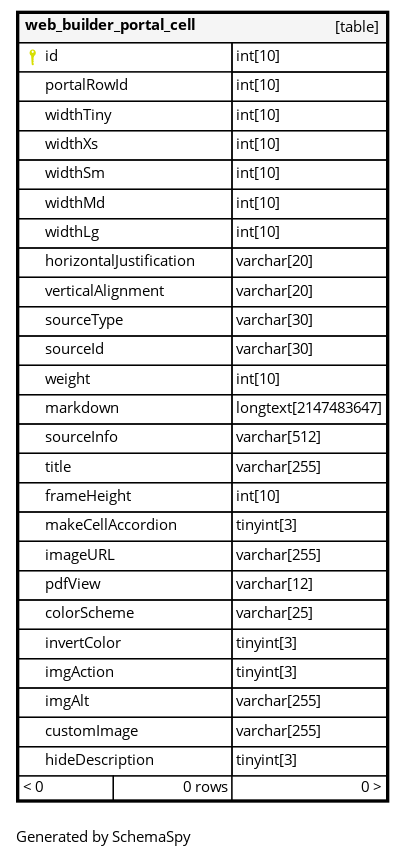 web_builder_portal_cell [table]
id int[10]
portalRowId int[10]
widthTiny int[10]
widthXs int[10]
widthSm int[10]
widthMd int[10]
widthLg int[10]
horizontalJustification varchar[20]
verticalAlignment varchar[20]
sourceType varchar[30]
sourceId varchar[30]
weight int[10]
markdown longtext[2147483647]
sourceInfo varchar[512]
title varchar[255]
frameHeight int[10]
makeCellAccordion tinyint[3]
imageURL varchar[255]
pdfView varchar[12]
colorScheme varchar[25]
invertColor tinyint[3]
imgAction tinyint[3]
imgAlt varchar[255]
customImage varchar[255]
hideDescription tinyint[3]
< 0 0 rows 0 >
Generated by SchemaSpy